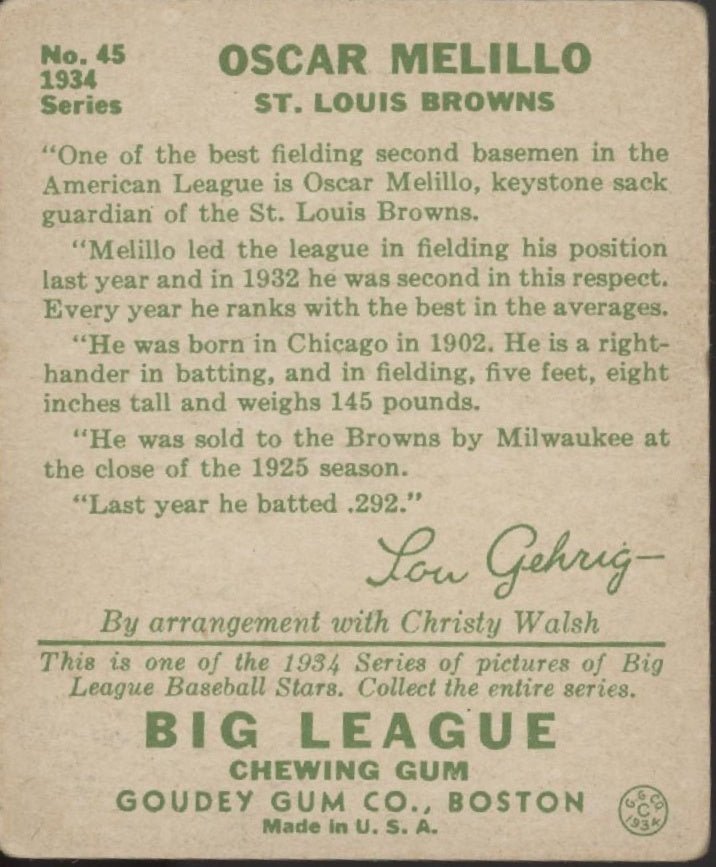 No. 45
1934
Series
OSCAR MELILLO
ST. LOUIS BROWNS
"One of the best fielding second basemen in the
American League is Oscar Melillo, keystone sack
guardian of the St. Louis Browns.
"Melillo led the league in fielding his position
last year and in 1932 he was second in this respect.
Every year he ranks with the best in the averages.
"He was born in Chicago in 1902. He is a right-
hander in batting, and in fielding, five feet, eight
inches tall and weighs 145 pounds.
"He was sold to the Browns by Milwaukee at
the close of the 1925 season.
"Last year he batted .292."
Lou Gehrig
By arrangement with Christy Walsh
This is one of the 1934 Series of pictures of Big
League Baseball Stars. Collect the entire series.
BIG LEAGUE
CHEWING GUM
GOUDEY GUM CO., BOSTON
Made in U. S. A.
G. G. CO.
C
1934